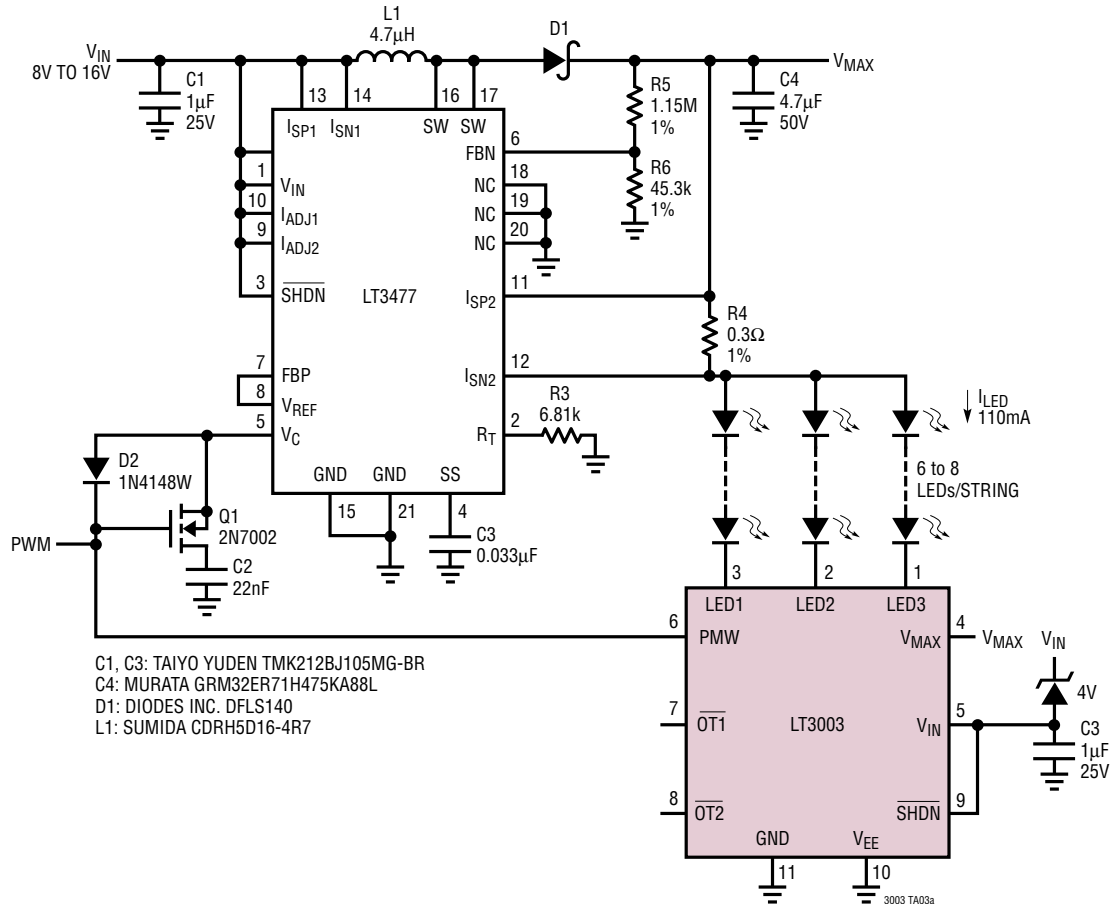 L1
4.7µH
D1
VIN
8V TO 16V
VMAX
C1
1µF
25V
13
14
16
17
R5
1.15M
1%
C4
4.7µF
50V
ISP1
ISN1
SW
SW
6
FBN
1
VIN
18
NC
R6
45.3k
1%
10
IADJ1
19
NC
9
IADJ2
20
NC
3
SHDN
LT3477
11
ISP2
R4
0.3Ω
1%
7
FBP
12
ISN2
8
VREF
R3
6.81k
ILED
110mA
5
VC
2
RT
D2
1N4148W
GND
GND
SS
6 to 8
LEDs/STRING
15
21
4
Q1
2N7002
C3
0.033µF
PWM
C2
22nF
3
2
1
LED1
LED2
LED3
6
PMW
4
VMAX
VMAX
VIN
4V
C1, C3: TAIYO YUDEN TMK212BJ105MG-BR
C4: MURATA GRM32ER71H475KA88L
D1: DIODES INC. DFLS140
L1: SUMIDA CDRH5D16-4R7
7
OT1
LT3003
5
VIN
C3
1µF
25V
8
OT2
9
SHDN
GND
VEE
11
10
3003 TA03a